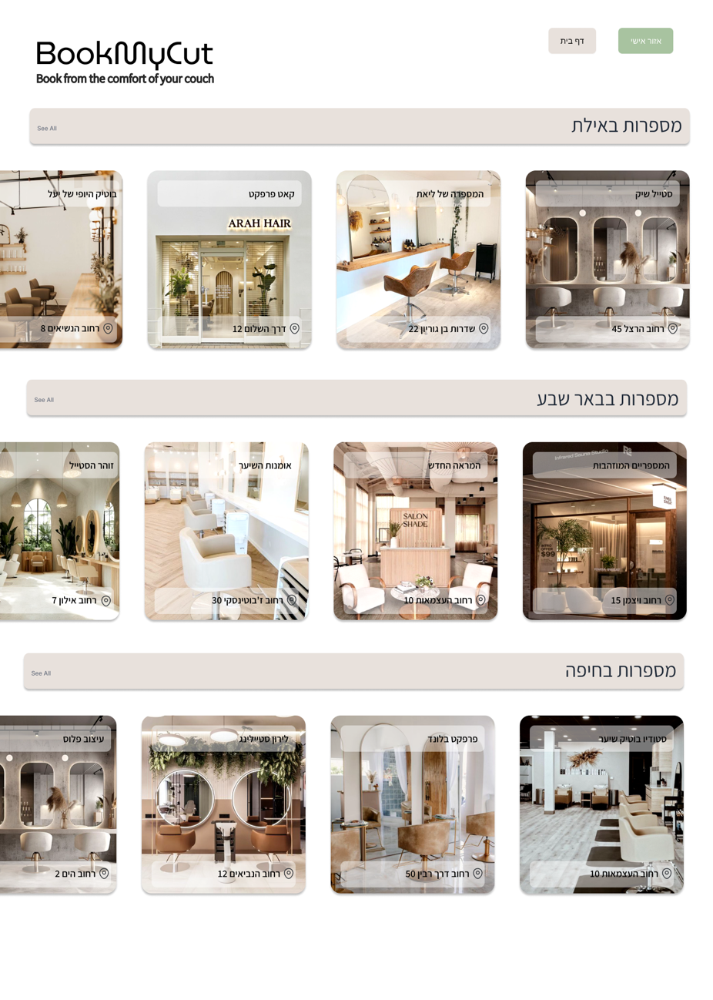 BookMyCut
Book from the comfort of your couch
אזור אישי
דף בית
מספרות באילת
See All
סטייל שיק
רחוב הרצל 45
המספרה של ליאת
שדרות בן גוריון 22
קאט פרפקט
ARAH HAIR
דרך השלום 12
בוטיק היופי של יעל
רחוב הנשיאים 8
מספרות בבאר שבע
See All
המספריים המוזהבות
Infrared Sauna Studio
INTRO
OFFER
$99
רחוב ויצמן 15
המראה החדש
SALON
SHADE
רחוב העצמאות 10
אומנות השיער
רחוב ז'בוטינסקי 30
זוהר הסטייל
רחוב אילון 7
מספרות בחיפה
See All
סטודיו בוטיק שיער
רחוב העצמאות 10
פרפקט בלונד
רחוב דרך רבין 50
לירון סטיילינג
רחוב הנביאים 12
עיצוב פלוס
רחוב הים 2